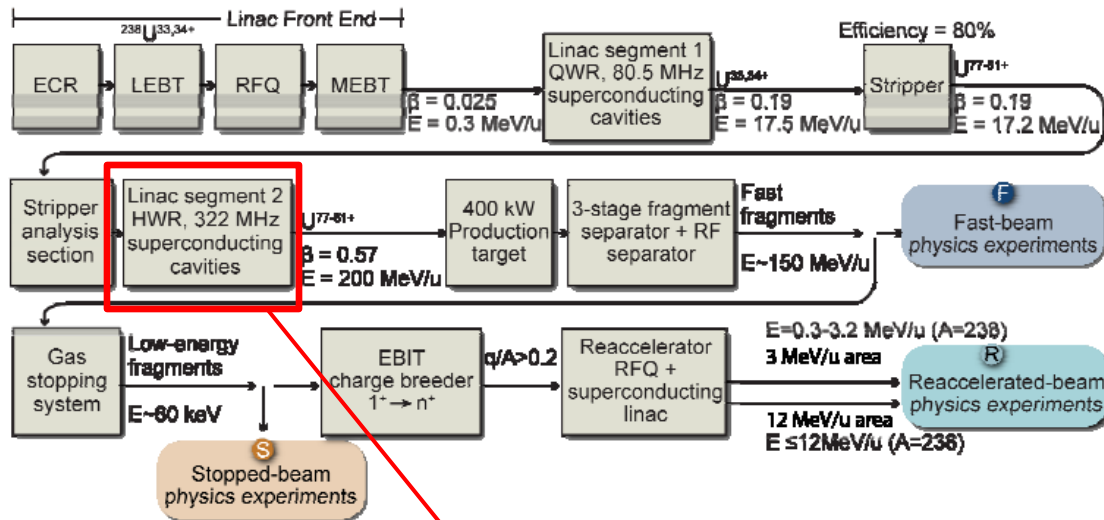 Linac Front End
²³⁸U³³,³⁴⁺
Efficiency = 80%
ECR
LEBT
RFQ
MEBT
β = 0.025
E = 0.3 MeV/u
Linac segment 1
QWR, 80.5 MHz
superconducting
cavities
U³³,³⁴⁺
β = 0.19
E = 17.5 MeV/u
Stripper
U⁷⁷⁻⁸¹⁺
β = 0.19
E = 17.2 MeV/u
Stripper
analysis
section
Linac segment 2
HWR, 322 MHz
superconducting
cavities
U⁷⁷⁻⁸¹⁺
β = 0.57
E = 200 MeV/u
400 kW
Production
target
3-stage fragment
separator + RF
separator
Fast
fragments
E~150 MeV/u
F
Fast-beam
physics experiments
Gas
stopping
system
Low-energy
fragments
E~60 keV
S
Stopped-beam
physics experiments
EBIT
charge breeder
1⁺ → n⁺
q/A>0.2
Reaccelerator
RFQ +
superconducting
linac
E=0.3-3.2 MeV/u (A=238)
3 MeV/u area
12 MeV/u area
E ≤12MeV/u (A=238)
R
Reaccelerated-beam
physics experiments